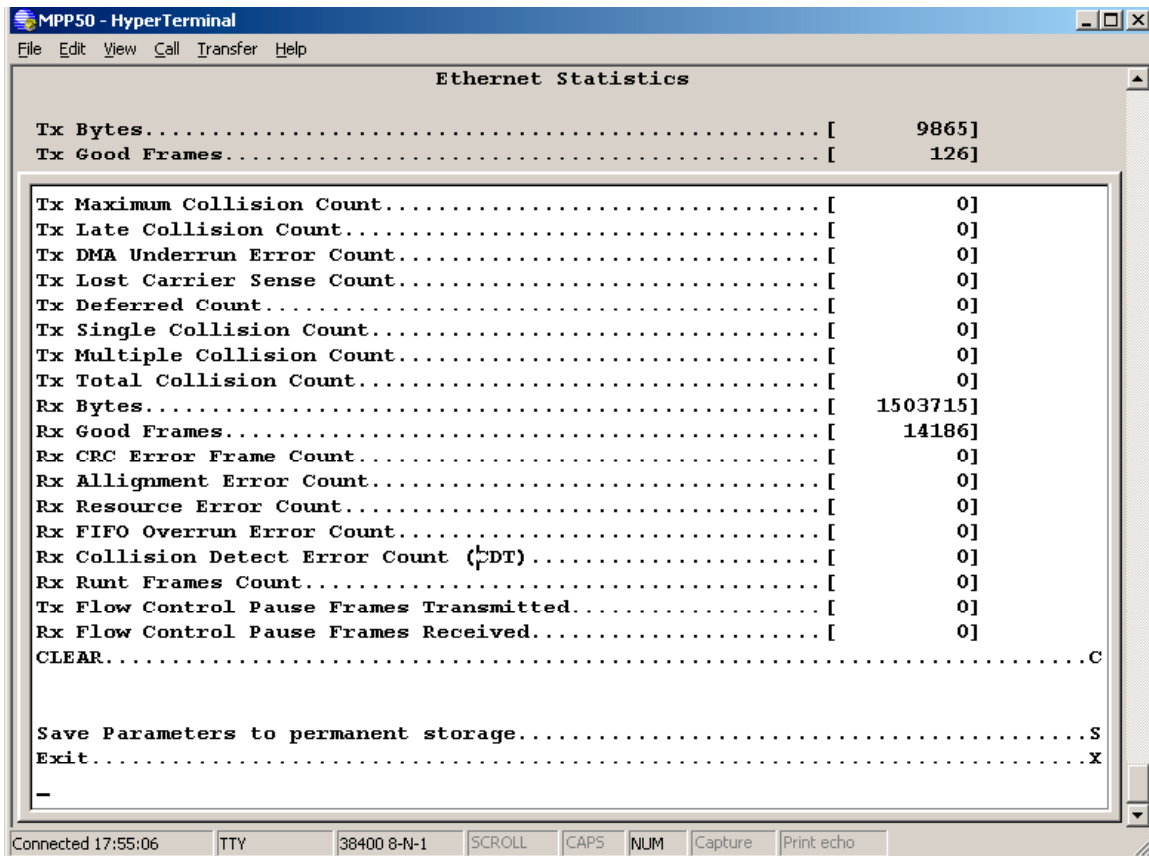 MPP50 - HyperTerminal
File Edit View Call Transfer Help
Ethernet Statistics
Tx Bytes..................................................[ 9865]
Tx Good Frames............................................[ 126]
Tx Maximum Collision Count................................[ 0]
Tx Late Collision Count...................................[ 0]
Tx DMA Underrun Error Count...............................[ 0]
Tx Lost Carrier Sense Count...............................[ 0]
Tx Deferred Count.........................................[ 0]
Tx Single Collision Count.................................[ 0]
Tx Multiple Collision Count...............................[ 0]
Tx Total Collision Count..................................[ 0]
Rx Bytes..................................................[ 1503715]
Rx Good Frames............................................[ 14186]
Rx CRC Error Frame Count..................................[ 0]
Rx Allignment Error Count.................................[ 0]
Rx Resource Error Count...................................[ 0]
Rx FIFO Overrun Error Count...............................[ 0]
Rx Collision Detect Error Count (CDT).....................[ 0]
Rx Runt Frames Count......................................[ 0]
Tx Flow Control Pause Frames Transmitted..................[ 0]
Rx Flow Control Pause Frames Received.....................[ 0]
CLEAR.........................................................................C
Save Parameters to permanent storage..........................................S
Exit..........................................................................X
Connected 17:55:06 TTY 38400 8-N-1 SCROLL CAPS NUM Capture Print echo